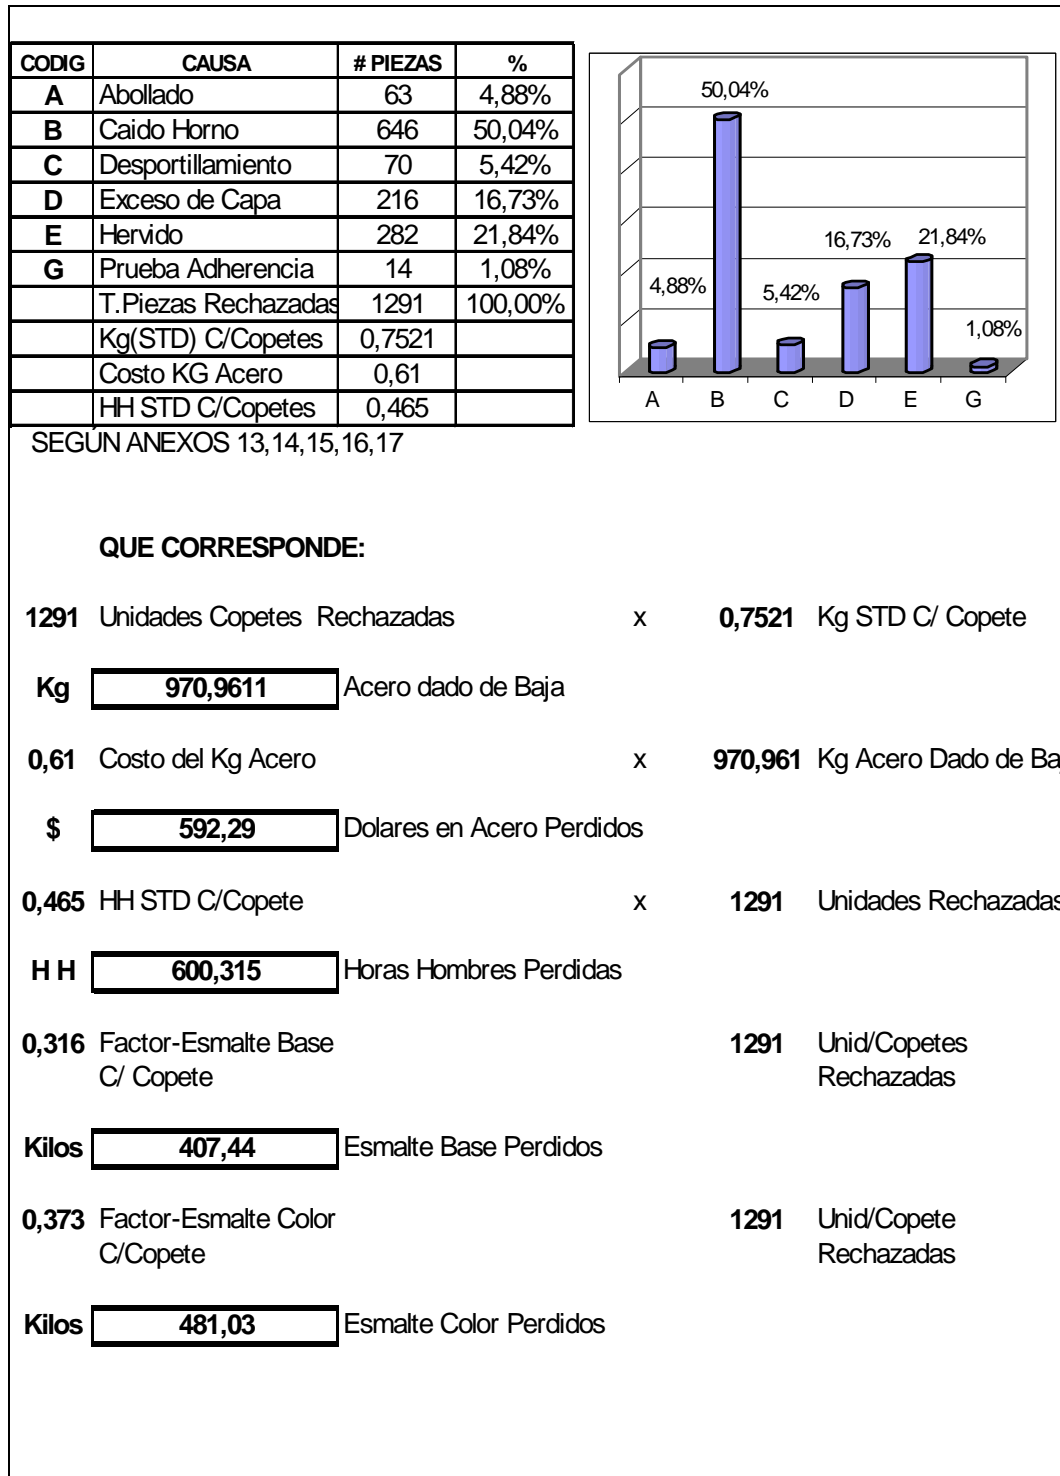 CODIG CAUSA # PIEZAS %
A Abollado 63 4,88%
B Caido Horno 646 50,04%
C Desportillamiento 70 5,42%
D Exceso de Capa 216 16,73%
E Hervido 282 21,84%
G Prueba Adherencia 14 1,08%
T.Piezas Rechazadas 1291 100,00%
Kg(STD) C/Copetes 0,7521
Costo KG Acero 0,61
HH STD C/Copetes 0,465
SEGÚN ANEXOS 13,14,15,16,17
50,04%
16,73% 21,84%
4,88% 5,42%
1,08%
A B C D E G
QUE CORRESPONDE:
1291 Unidades Copetes Rechazadas x 0,7521 Kg STD C/ Copete
Kg 970,9611 Acero dado de Baja
0,61 Costo del Kg Acero x 970,961 Kg Acero Dado de Ba
$ 592,29 Dolares en Acero Perdidos
0,465 HH STD C/Copete x 1291 Unidades Rechazadas
H H 600,315 Horas Hombres Perdidas
0,316 Factor-Esmalte Base 1291 Unid/Copetes
C/ Copete Rechazadas
Kilos 407,44 Esmalte Base Perdidos
0,373 Factor-Esmalte Color 1291 Unid/Copete
C/Copete Rechazadas
Kilos 481,03 Esmalte Color Perdidos